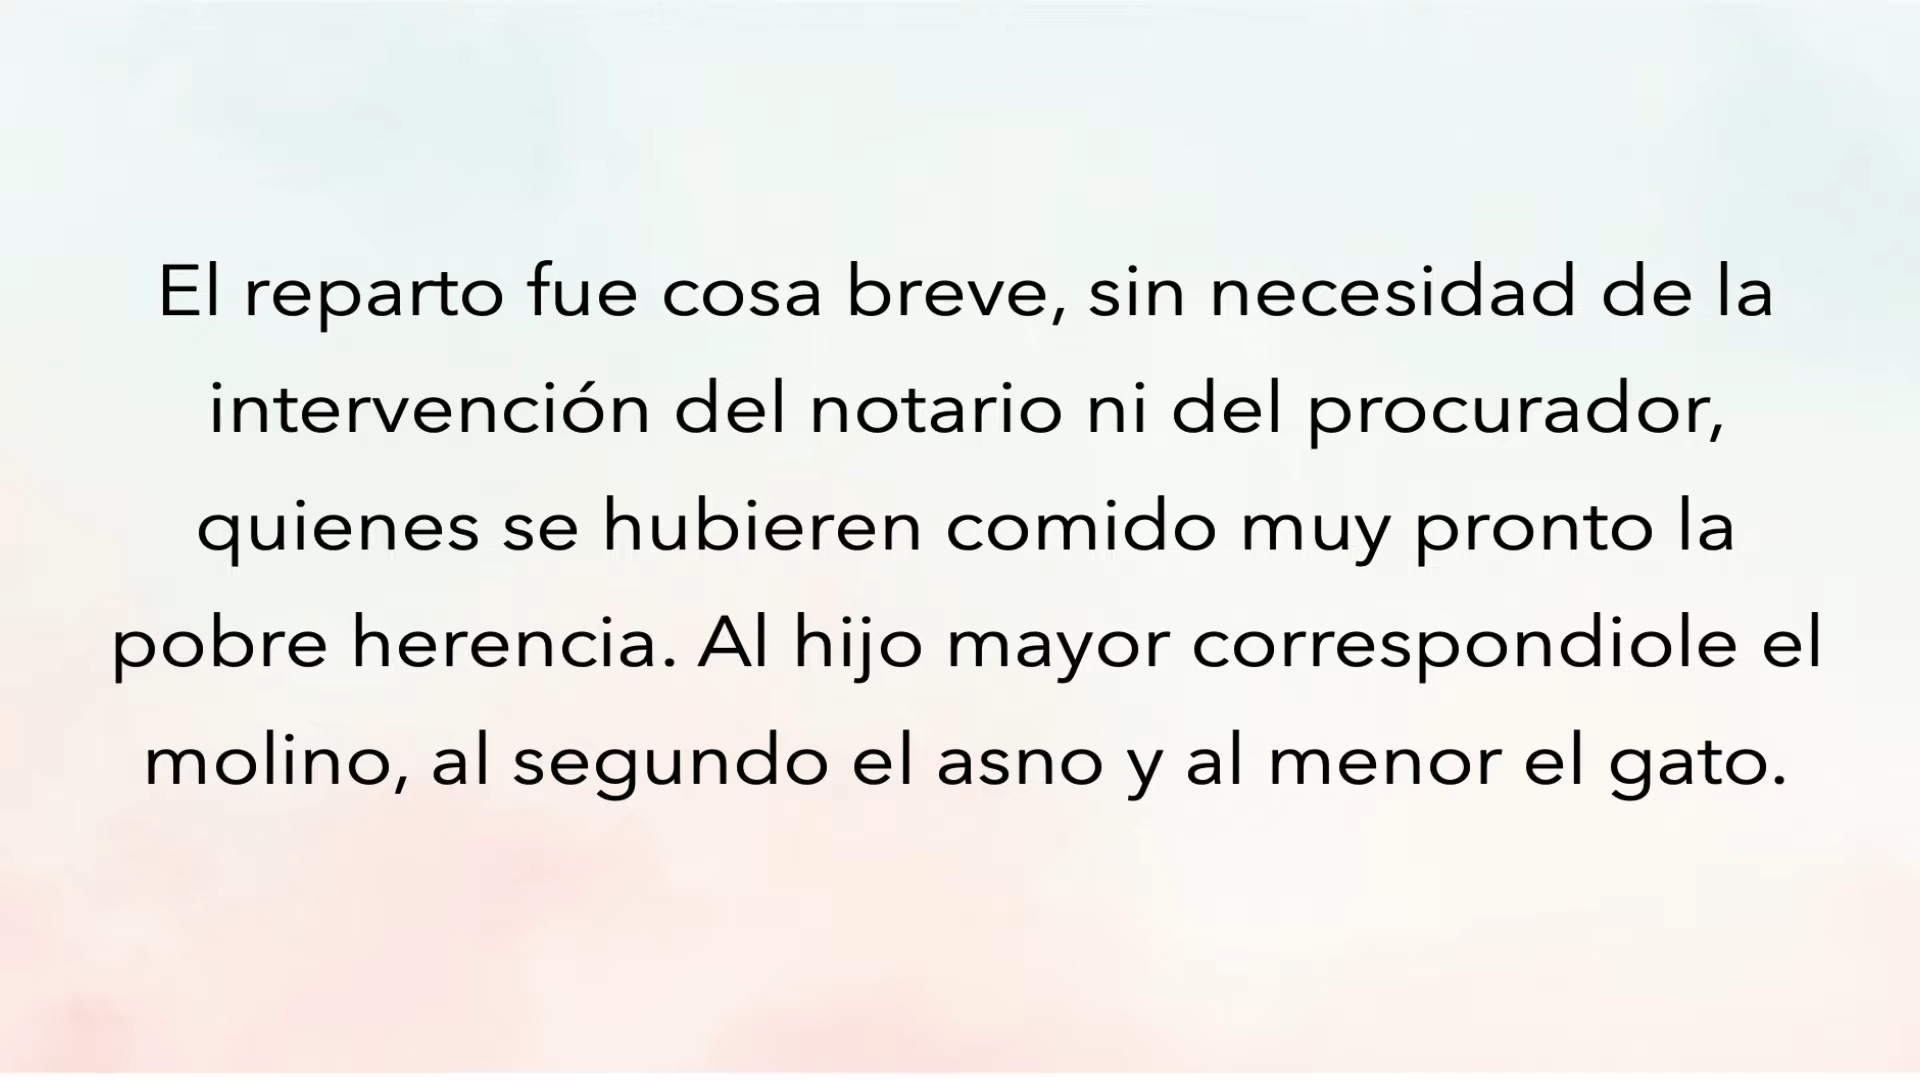 El reparto fue cosa breve, sin necesidad de la
intervención del notario ni del procurador,
quienes se hubieren comido muy pronto la
pobre herencia. Al hijo mayor correspondiole el
molino, al segundo el asno y al menor el gato.